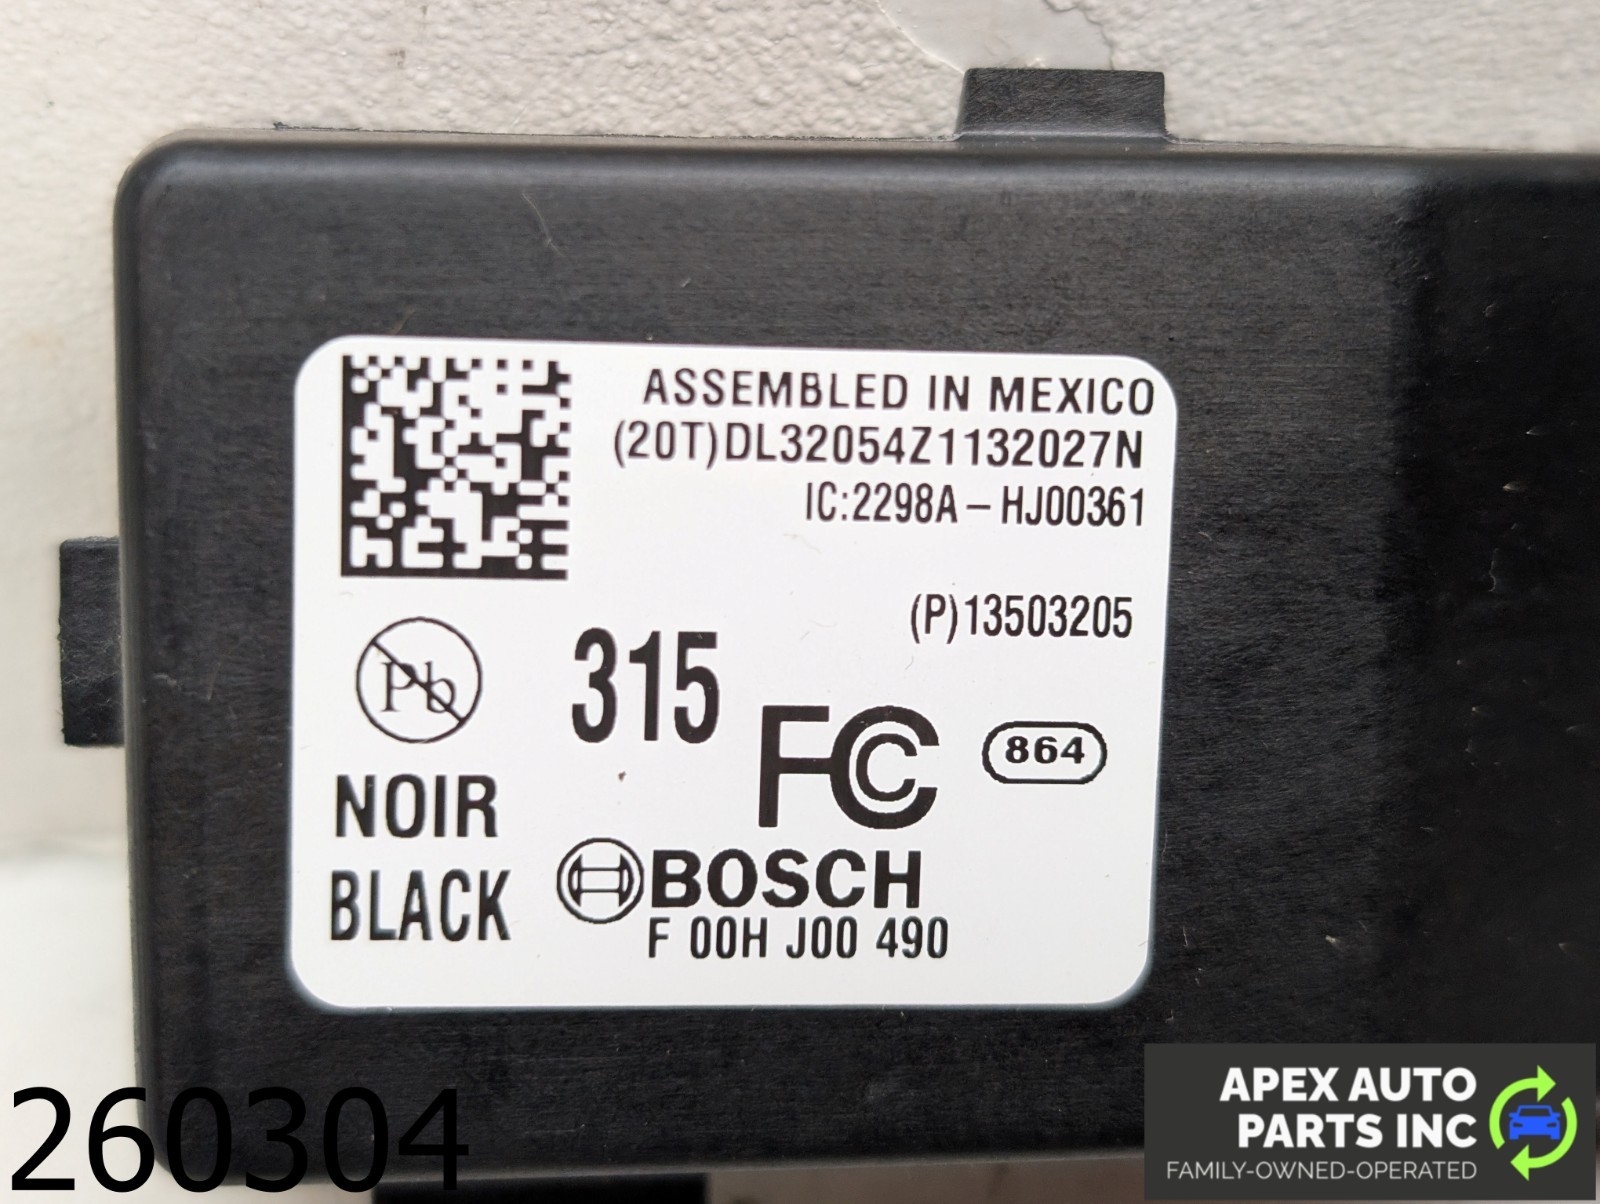 ASSEMBLED IN MEXICO
(20T)DL32054Z1132027N
IC:2298A - HJ00361
(P)13503205
Pb
315
FC
864
NOIR
BLACK
BOSCH
F 00H J00 490
260304
APEX AUTO
PARTS INC
FAMILY-OWNED-OPERATED